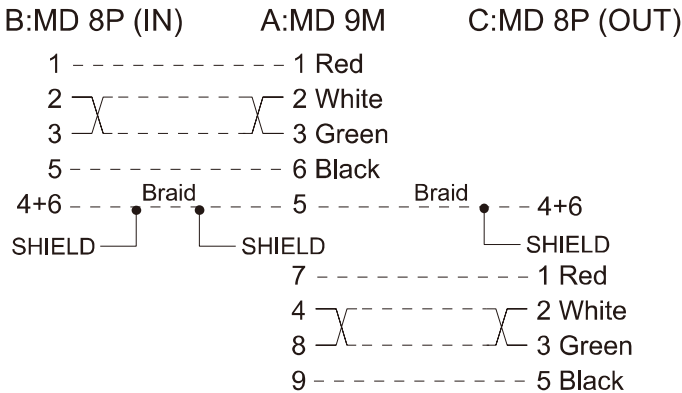 B:MD 8P (IN) A:MD 9M C:MD 8P (OUT)
1 1 Red
2 2 White
3 3 Green
5 6 Black
4+6 Braid 5 Braid 4+6
SHIELD SHIELD SHIELD
7 1 Red
4 2 White
8 3 Green
9 5 Black